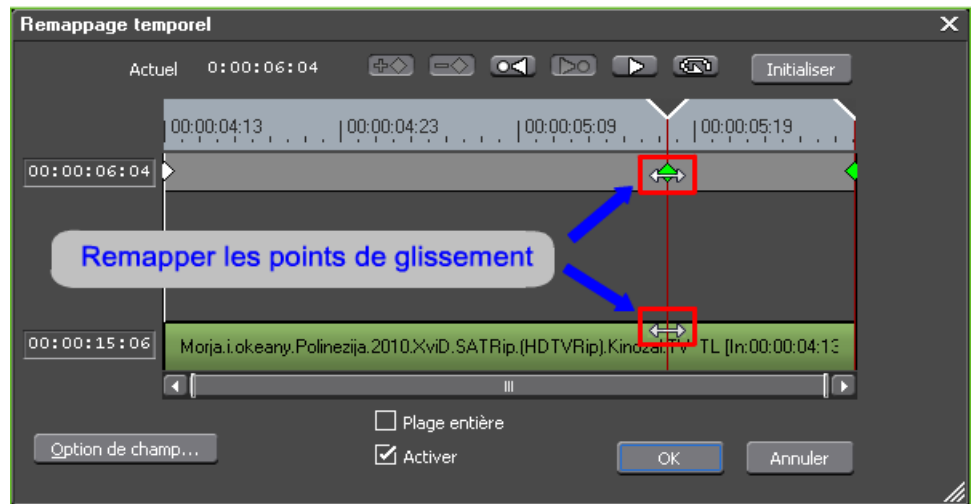 Remappage temporel
Actuel 0:00:06:04 Initialiser
00:00:04:13 00:00:04:23 00:00:05:09 00:00:05:19
00:00:06:04
Remapper les points de glissement
00:00:15:06 Morja.i.okeany.Polinezija.2010.XviD.SATRip.(HDTVRip).Kinozal.TV- TL [In:00:00:04:13
Plage entière
Option de champ... Activer OK Annuler